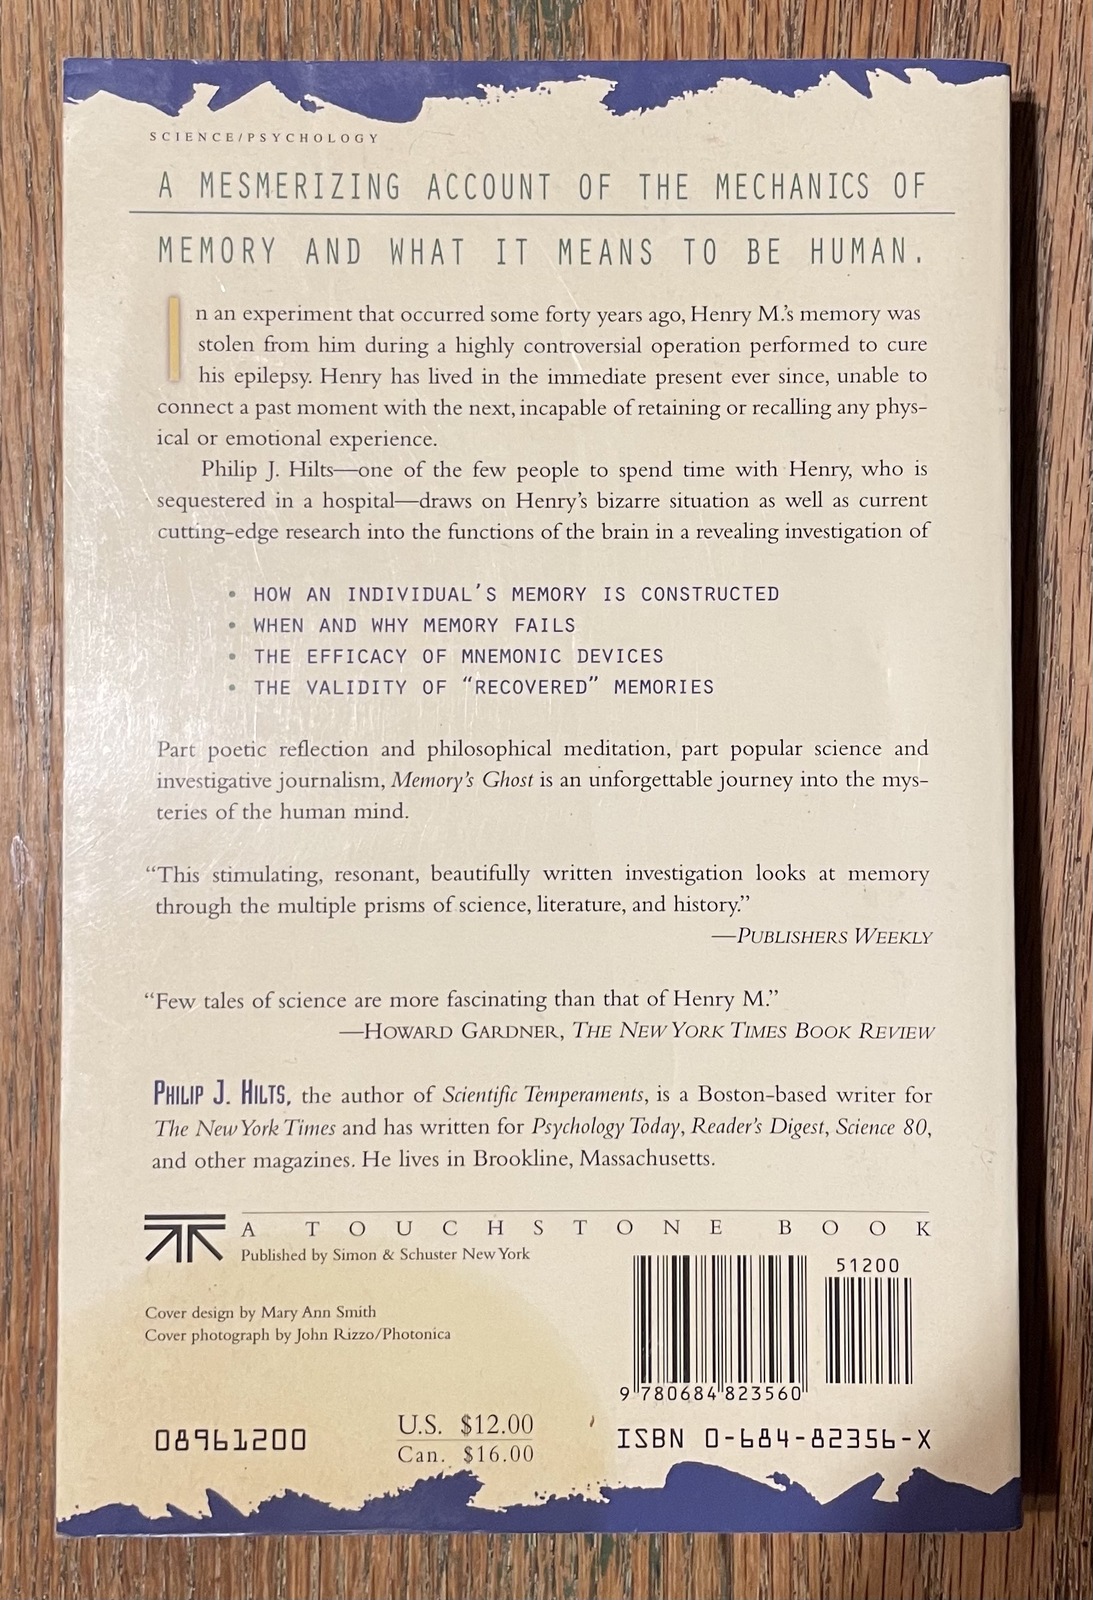 SCIENCE/PSYCHOLOGY
A MESMERIZING ACCOUNT OF THE MECHANICS OF
MEMORY AND WHAT IT MEANS TO BE HUMAN.
In an experiment that occurred some forty years ago, Henry M.'s memory was
stolen from him during a highly controversial operation performed to cure
his epilepsy. Henry has lived in the immediate present ever since, unable to
connect a past moment with the next, incapable of retaining or recalling any phys-
ical or emotional experience.
Philip J. Hilts—one of the few people to spend time with Henry, who is
sequestered in a hospital—draws on Henry's bizarre situation as well as current
cutting-edge research into the functions of the brain in a revealing investigation of
• HOW AN INDIVIDUAL'S MEMORY IS CONSTRUCTED
• WHEN AND WHY MEMORY FAILS
• THE EFFICACY OF MNEMONIC DEVICES
• THE VALIDITY OF “RECOVERED” MEMORIES
Part poetic reflection and philosophical meditation, part popular science and
investigative journalism, Memory's Ghost is an unforgettable journey into the mys-
teries of the human mind.
“This stimulating, resonant, beautifully written investigation looks at memory
through the multiple prisms of science, literature, and history.”
—PUBLISHERS WEEKLY
“Few tales of science are more fascinating than that of Henry M.”
—HOWARD GARDNER, THE NEW YORK TIMES BOOK REVIEW
PHILIP J. HILTS, the author of Scientific Temperaments, is a Boston-based writer for
The New York Times and has written for Psychology Today, Reader's Digest, Science 80,
and other magazines. He lives in Brookline, Massachusetts.
A TOUCHSTONE BOOK
Published by Simon & Schuster New York
51200
Cover design by Mary Ann Smith
Cover photograph by John Rizzo/Photonica
9 780684 823560
08961200
U.S. $12.00
Can. $16.00
ISBN 0-684-82356-X